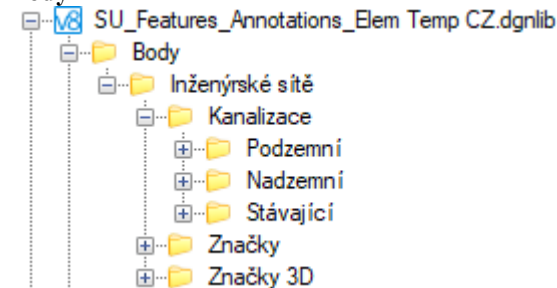 SU_Features_Annotations_Elem Temp CZ.dgnlib
Body
Inženýrské sítě
Kanalizace
Podzemní
Nadzemní
Stávající
Značky
Značky 3D